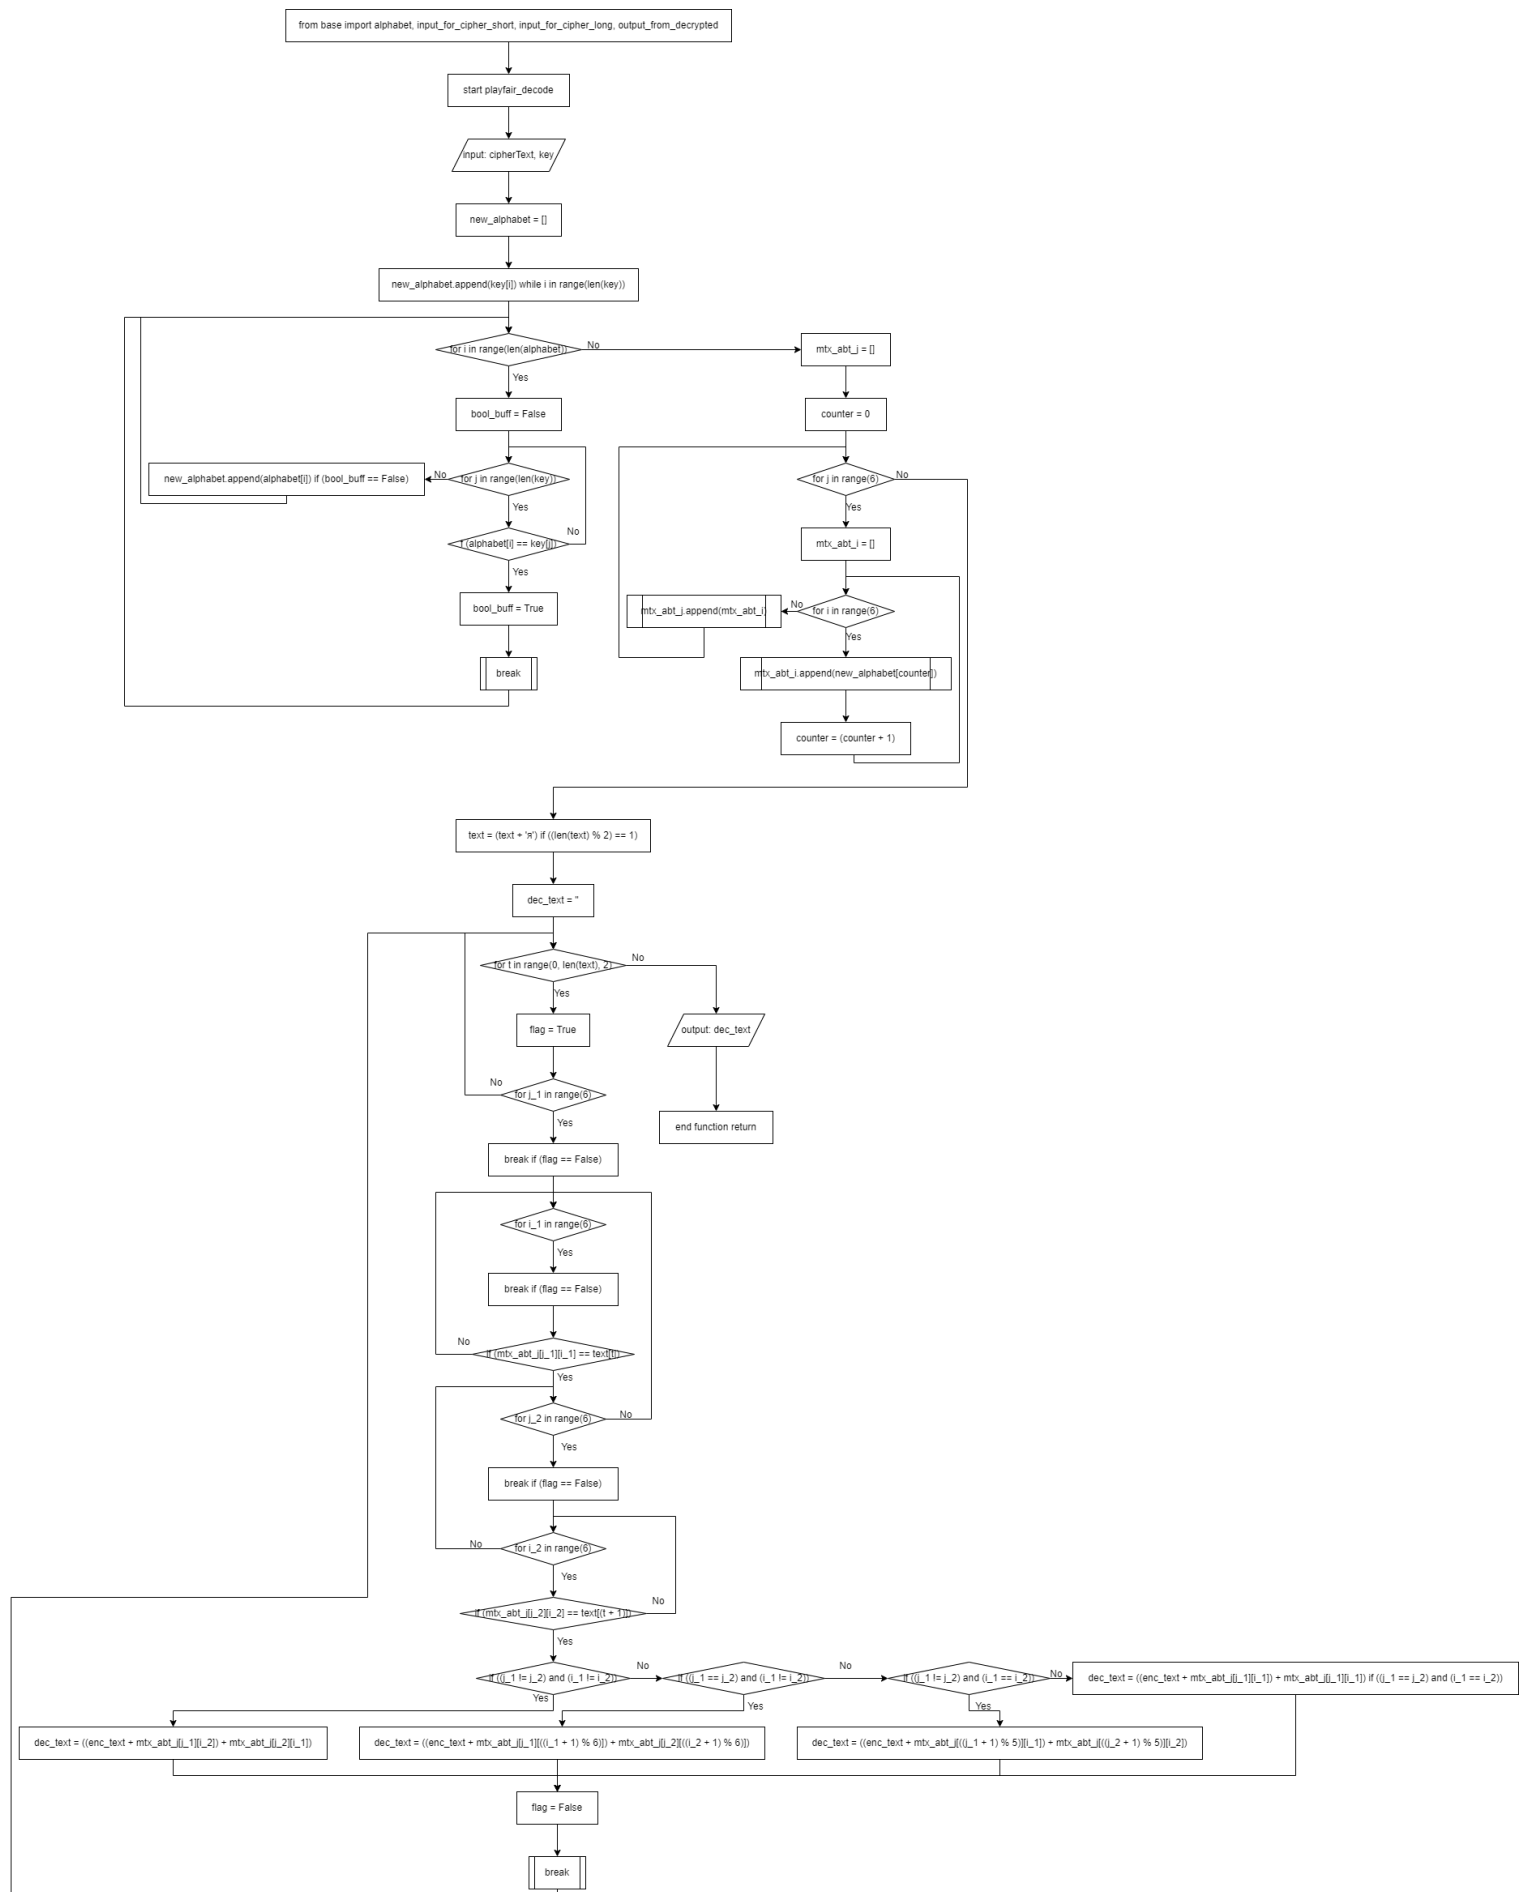 from base import alphabet, input_for_cipher_short, input_for_cipher_long, output_from_decrypted
start playfair_decode
input: cipherText, key
new_alphabet = []
new_alphabet.append(key[i]) while i in range(len(key))
for i in range(len(alphabet))
No
mtx_abt_j = []
Yes
bool_buff = False
counter = 0
new_alphabet.append(alphabet[i]) if (bool_buff == False)
No
for j in range(len(key))
for j in range(6)
No
Yes
Yes
No
if (alphabet[i] == key[j])
mtx_abt_i = []
Yes
bool_buff = True
mtx_abt_j.append(mtx_abt_i)
No
for i in range(6)
Yes
break
mtx_abt_i.append(new_alphabet[counter])
counter = (counter + 1)
text = (text + 'я') if ((len(text) % 2) == 1)
dec_text = ''
for t in range(0, len(text), 2)
No
Yes
flag = True
output: dec_text
No
for j_1 in range(6)
Yes
end function return
break if (flag == False)
for i_1 in range(6)
Yes
break if (flag == False)
No
if (mtx_abt_j[j_1][i_1] == text[t])
Yes
for j_2 in range(6)
No
Yes
break if (flag == False)
No
for i_2 in range(6)
Yes
No
if (mtx_abt_j[j_2][i_2] == text[(t + 1)])
Yes
if ((j_1 != j_2) and (i_1 != i_2))
No
if ((j_1 == j_2) and (i_1 != i_2))
No
if ((j_1 != j_2) and (i_1 == i_2))
No
dec_text = ((enc_text + mtx_abt_j[j_1][i_1]) + mtx_abt_j[j_1][i_1]) if ((j_1 == j_2) and (i_1 == i_2))
Yes
Yes
Yes
dec_text = ((enc_text + mtx_abt_j[j_1][i_2]) + mtx_abt_j[j_2][i_1])
dec_text = ((enc_text + mtx_abt_j[j_1][((i_1 + 1) % 6)]) + mtx_abt_j[j_2][((i_2 + 1) % 6)])
dec_text = ((enc_text + mtx_abt_j[((j_1 + 1) % 5)][i_1]) + mtx_abt_j[((j_2 + 1) % 5)][i_2])
flag = False
break